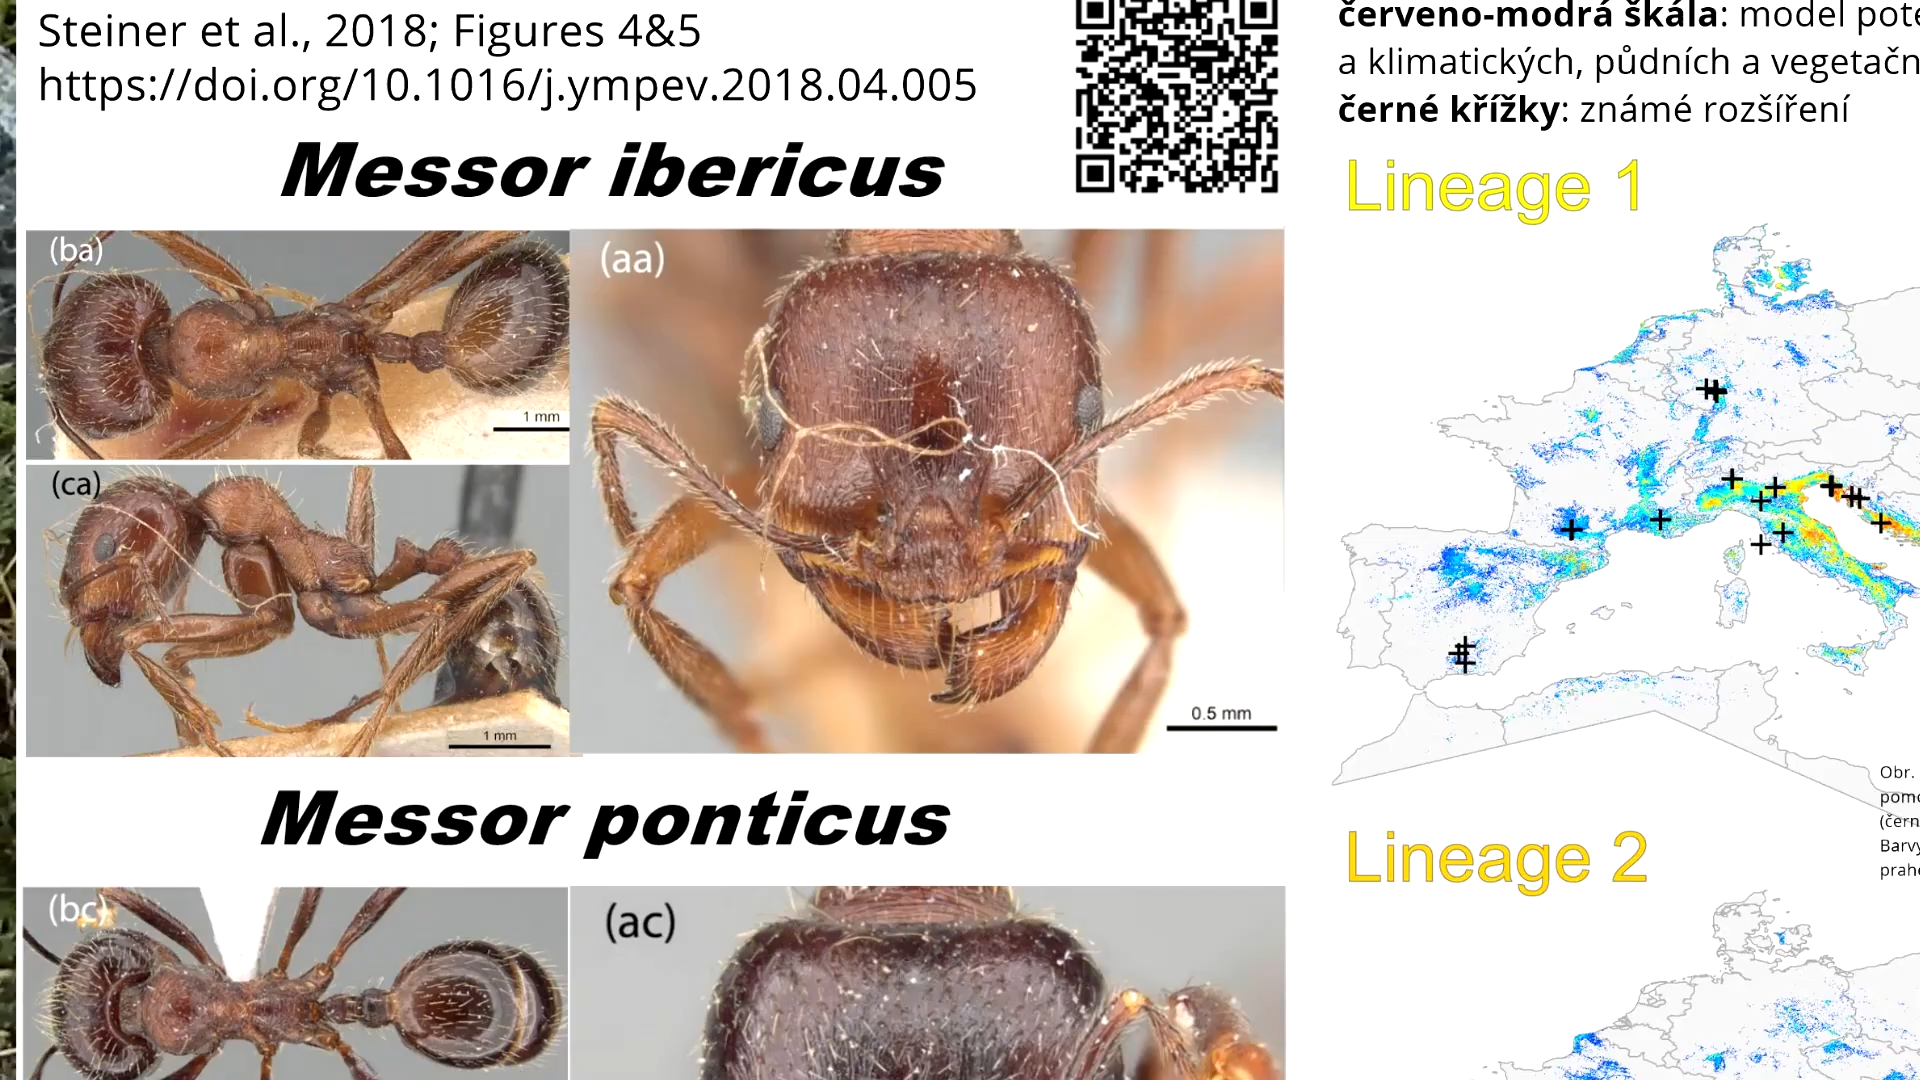 Steiner et al., 2018; Figures 4&5
https://doi.org/10.1016/j.ympev.2018.04.005
Messor ibericus
(ba)
1 mm
(ca)
1 mm
(aa)
0.5 mm
Messor ponticus
(bc)
(ac)
červeno-modrá škála: model
a klimatických, půdních a
černé křížky: známé rozšíření
Lineage 1
Obr.
Lineage 2